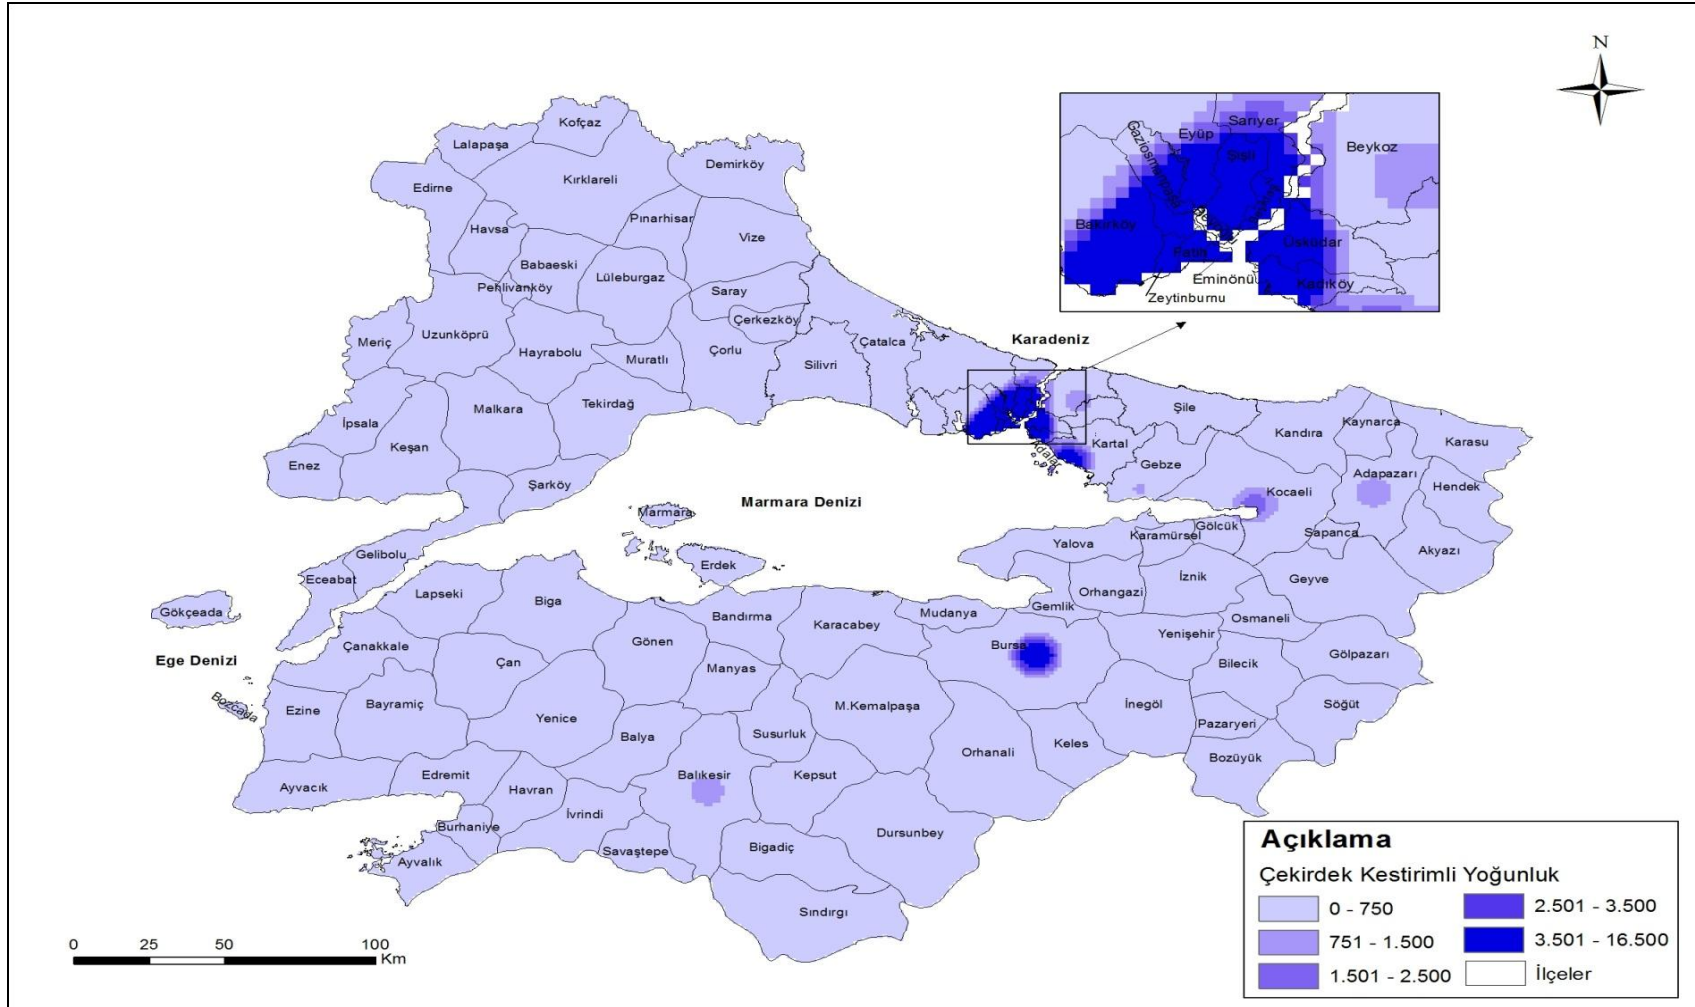 N
Kofçaz
Lalapaşa
Demirköy
Edirne
Kırklareli
Pınarhisar
Havsa
Vize
Babaeski
Lüleburgaz
Pehlivanköy
Saray
Çerkezköy
Meriç
Uzunköprü
Hayrabolu
Muratlı
Çorlu
Silivri
Çatalca
Karadeniz
Sarıyer
Eyüp
Gaziosmanpaşa
Şişli
Beykoz
Bakırköy
Fatih
Üsküdar
Eminönü
Kadıköy
Zeytinburnu
İpsala
Malkara
Tekirdağ
Keşan
Enez
Şarköy
Şile
Kandıra
Kaynarca
Karasu
Kartal
Adalar
Gebze
Kocaeli
Adapazarı
Hendek
Marmara Denizi
Marmara
Gölcük
Karamürsel
Sapanca
Yalova
Akyazı
Gelibolu
Eceabat
Erdek
Gökçeada
Lapseki
Biga
Orhangazi
İznik
Geyve
Bandırma
Karacabey
Mudanya
Gemlik
Osmaneli
Çanakkale
Gönen
Yenişehir
Ege Denizi
Çan
Manyas
Bursa
Bilecik
Gölpazarı
Bozcada
Ezine
Bayramiç
Yenice
M.Kemalpaşa
İnegöl
Söğüt
Balya
Susurluk
Orhanali
Keles
Pazaryeri
Bozüyük
Ayvacık
Edremit
Havran
Balıkesir
Kepsut
İvrindi
Burhaniye
Dursunbey
Ayvalık
Savaştepe
Bigadiç
Sındırgı
0 25 50 100
Km
Açıklama
Çekirdek Kestirimli Yoğunluk
0 - 750
751 - 1.500
1.501 - 2.500
2.501 - 3.500
3.501 - 16.500
İlçeler